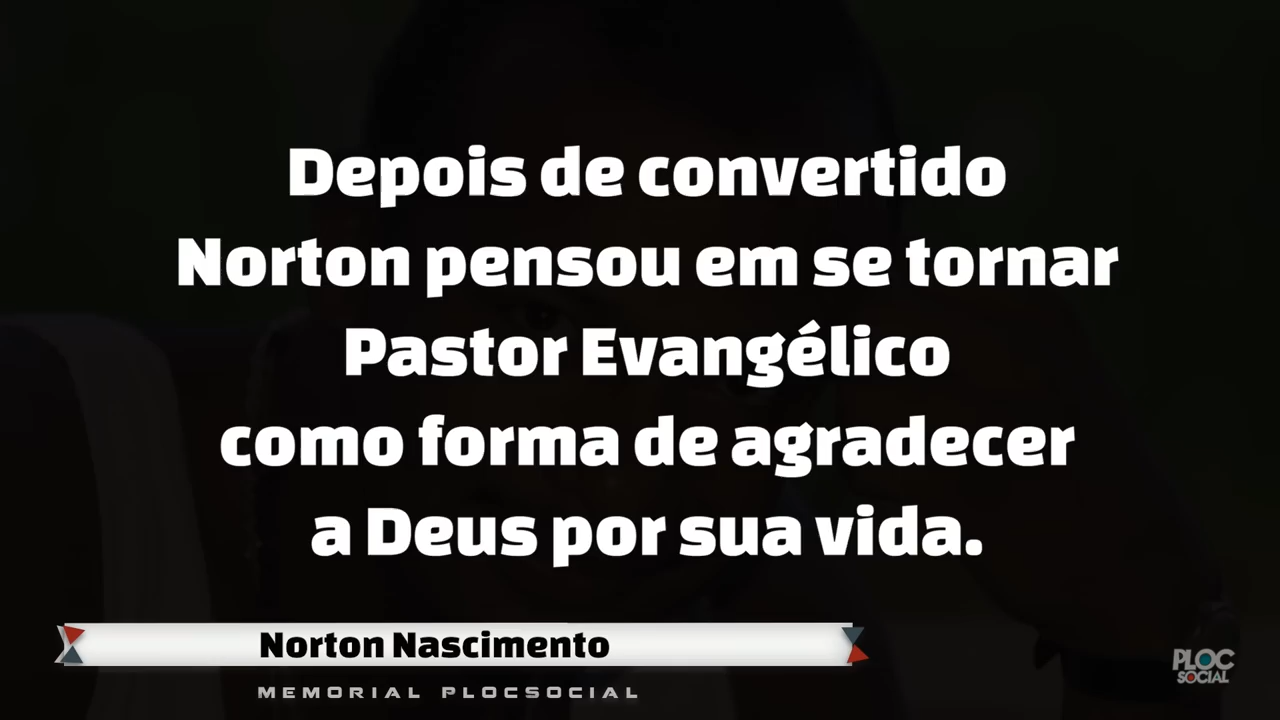 Depois de convertido
Norton pensou em se tornar
Pastor Evangélico
como forma de agradecer
a Deus por sua vida.
Norton Nascimento
MEMORIAL PLOCSOCIAL
PLOC
SOCIAL